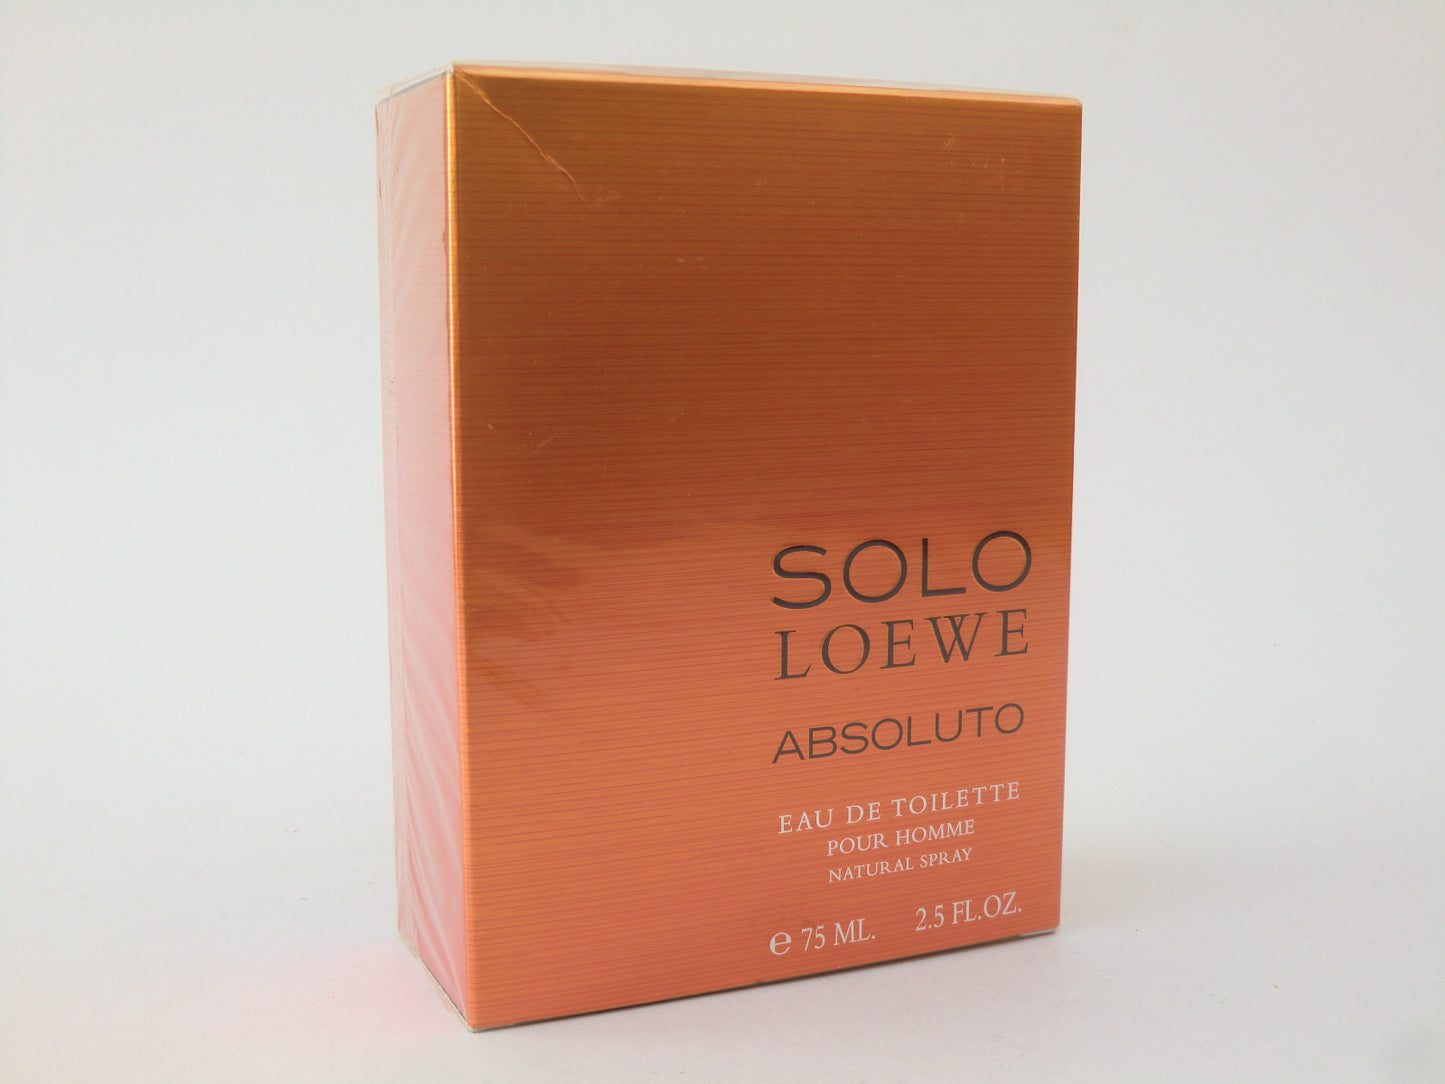 SOLO
LOEWE
ABSOLUTO
EAU DE TOILETTE
POUR HOMME
NATURAL SPRAY
℮ 75 ML. 2.5 FL.OZ.